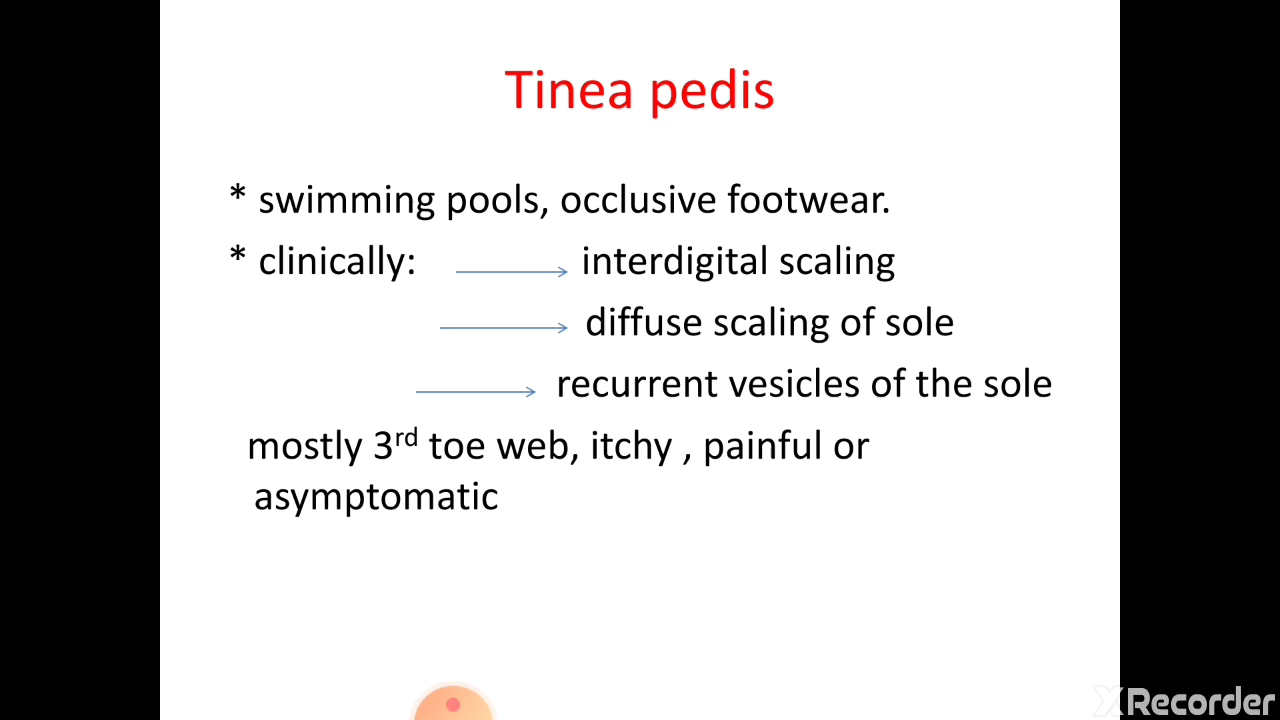 Tinea pedis
* swimming pools, occlusive footwear.
* clinically: interdigital scaling
diffuse scaling of sole
recurrent vesicles of the sole
mostly 3rd toe web, itchy , painful or
asymptomatic
XRecorder